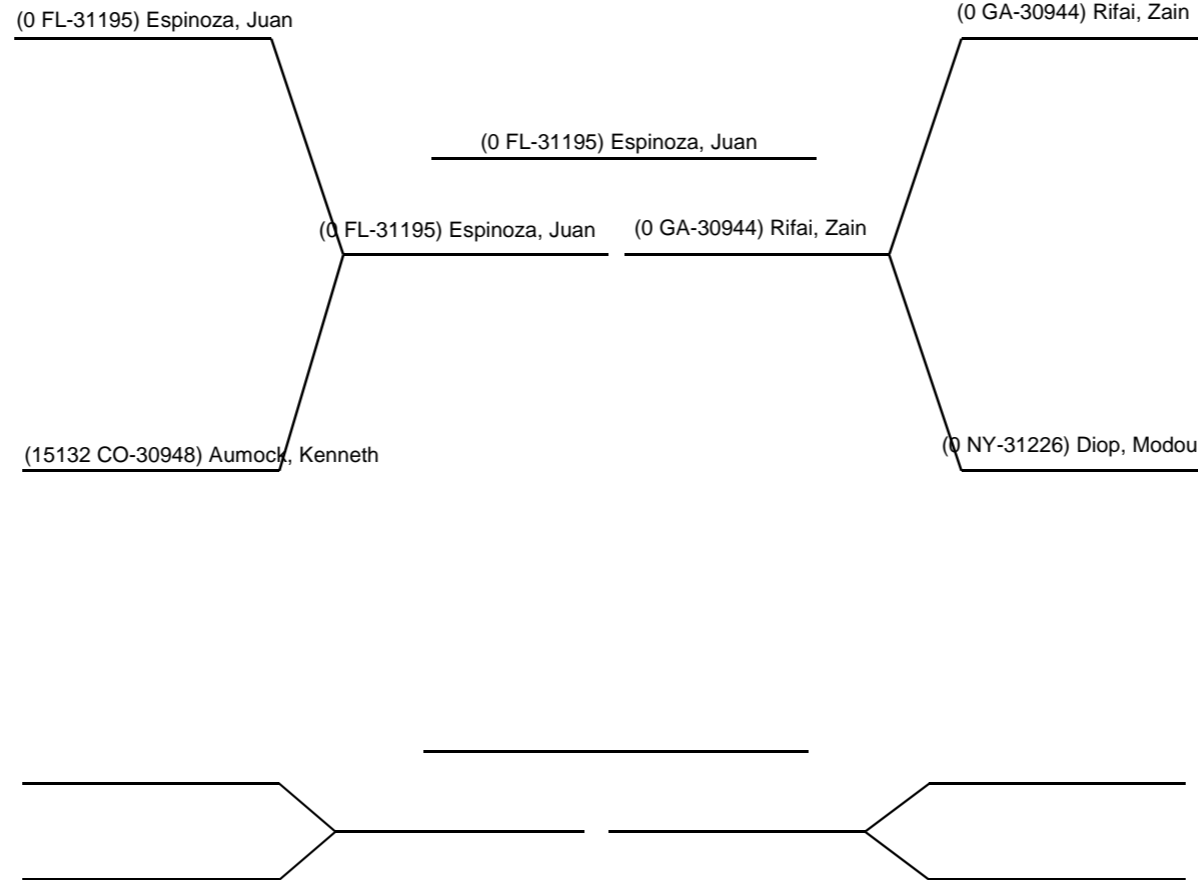 (0 FL-31195) Espinoza, Juan
(0 GA-30944) Rifai, Zain
(0 FL-31195) Espinoza, Juan
(0 FL-31195) Espinoza, Juan
(0 GA-30944) Rifai, Zain
(15132 CO-30948) Aumock, Kenneth
(0 NY-31226) Diop, Modou